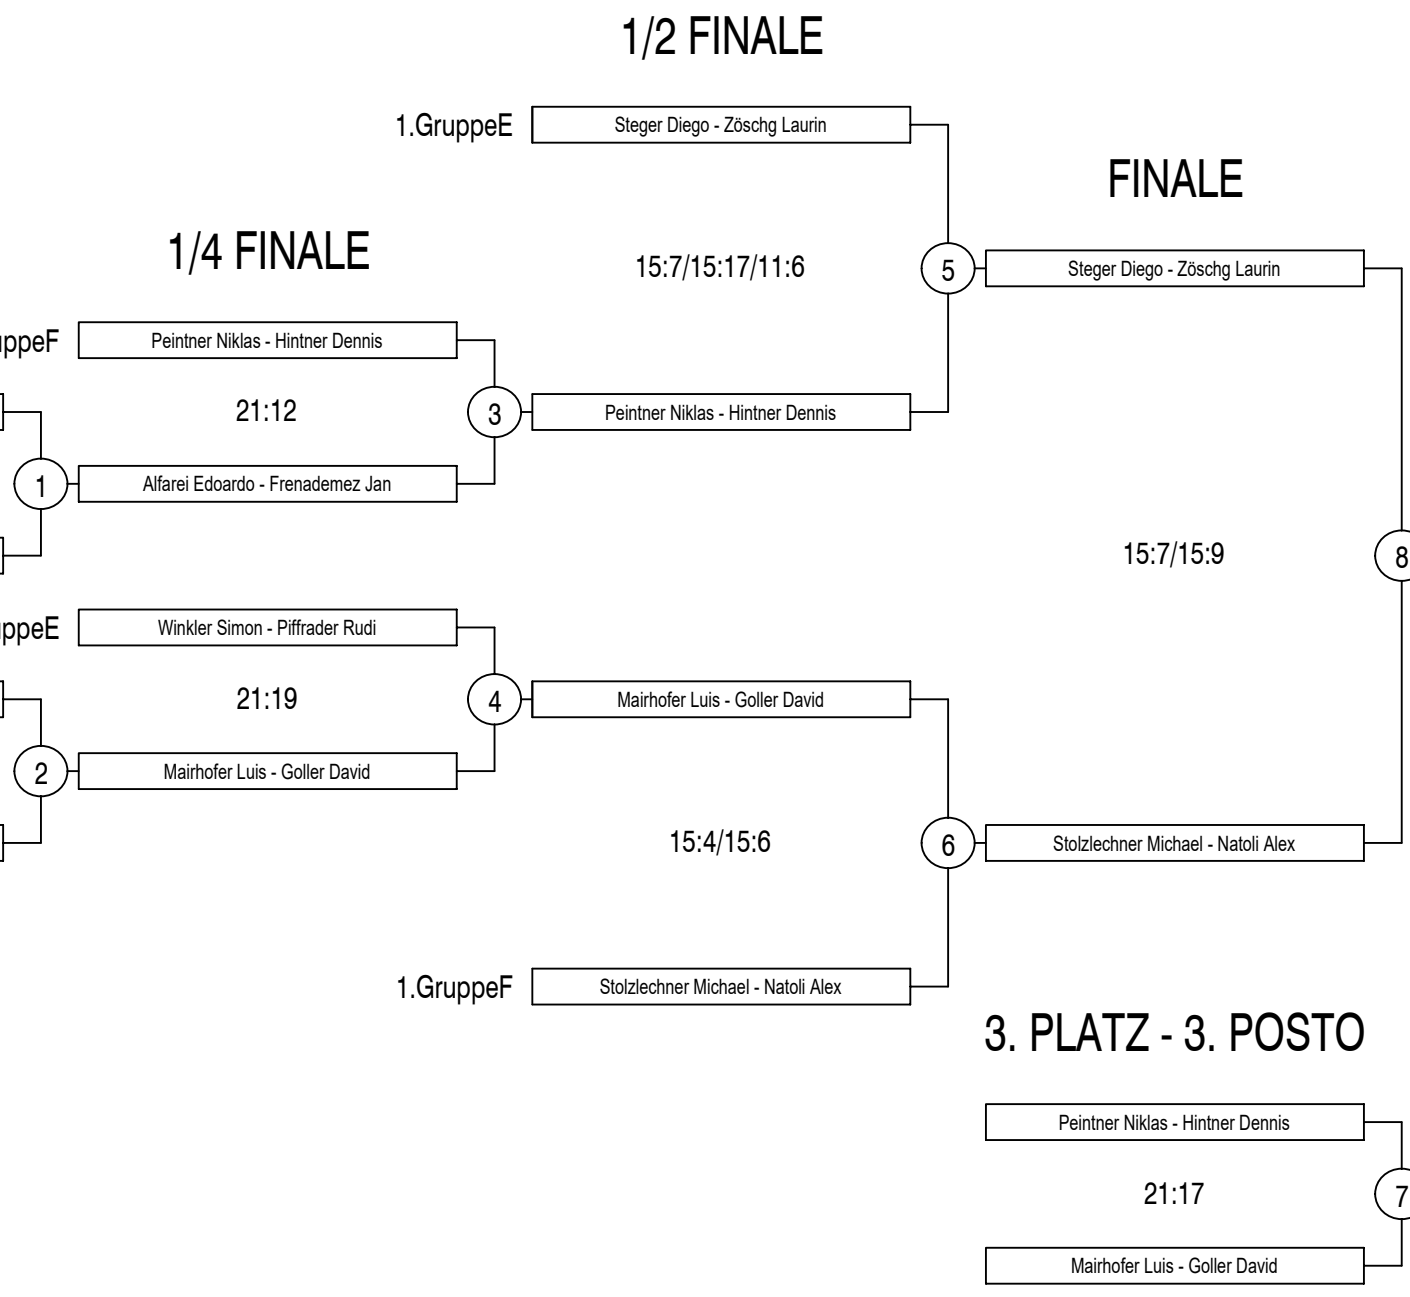 1/2 FINALE
1.GruppeE
Steger Diego - Zöschg Laurin
FINALE
1/4 FINALE
15:7/15:17/11:6
5
Steger Diego - Zöschg Laurin
ppeF
Peintner Niklas - Hintner Dennis
21:12
3
Peintner Niklas - Hintner Dennis
1
Alfarei Edoardo - Frenademez Jan
15:7/15:9
8
ppeE
Winkler Simon - Piffrader Rudi
21:19
4
Mairhofer Luis - Goller David
2
Mairhofer Luis - Goller David
15:4/15:6
6
Stolzlechner Michael - Natoli Alex
1.GruppeF
Stolzlechner Michael - Natoli Alex
3. PLATZ - 3. POSTO
Peintner Niklas - Hintner Dennis
21:17
7
Mairhofer Luis - Goller David